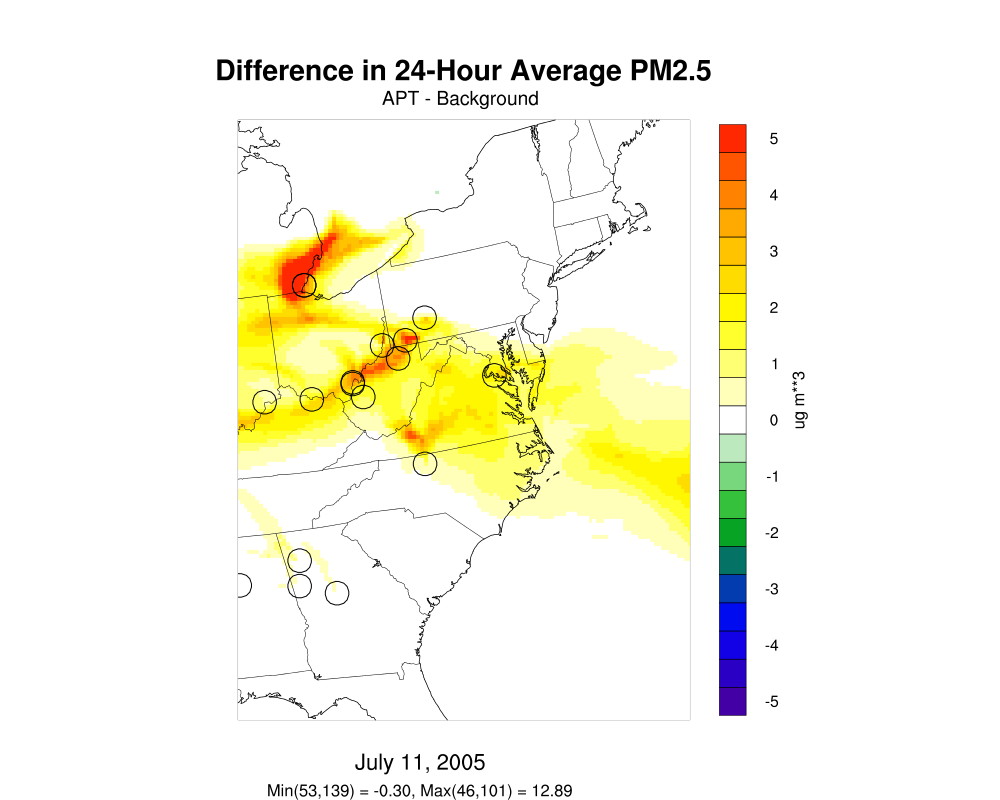 Difference in 24-Hour Average PM2.5
APT - Background
5
4
3
2
1
0
-1
-2
-3
-4
-5
ug m**3
July 11, 2005
Min(53,139) = -0.30, Max(46,101) = 12.89